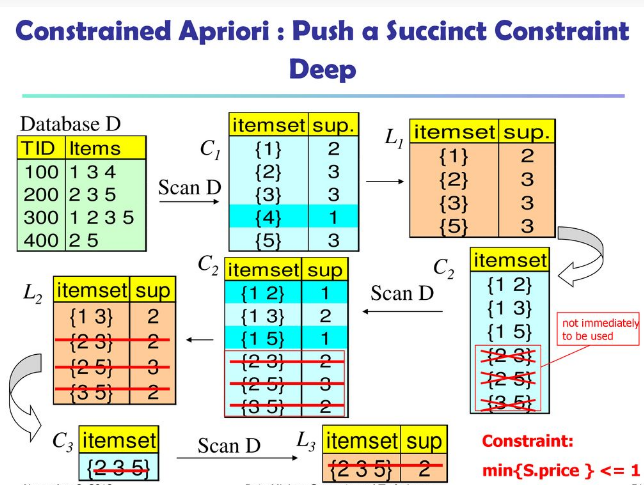 Constrained Apriori : Push a Succinct Constraint
Deep
Database D
TID Items
100 1 3 4
200 2 3 5
300 1 2 3 5
400 2 5
Scan D
C1
itemset sup.
{1} 2
{2} 3
{3} 3
{4} 1
{5} 3
L1
itemset sup.
{1} 2
{2} 3
{3} 3
{5} 3
C2
itemset
{1 2}
{1 3}
{1 5}
{2 3}
{2 5}
{3 5}
not immediately
to be used
Scan D
C2
itemset sup
{1 2} 1
{1 3} 2
{1 5} 1
{2 3} 2
{2 5} 3
{3 5} 2
L2
itemset sup
{1 3} 2
{2 3} 2
{2 5} 3
{3 5} 2
C3
itemset
{2 3 5}
Scan D
L3
itemset sup
{2 3 5} 2
Constraint:
min{S.price } <= 1